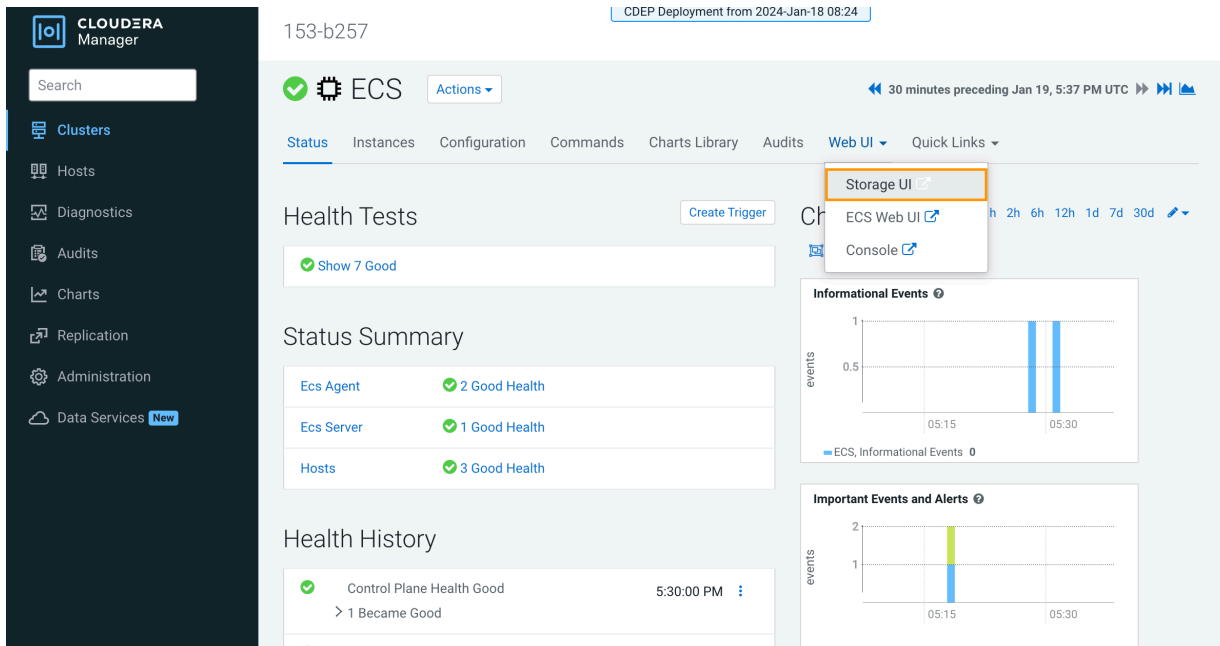 CLOUDERA
Manager
Search
Clusters
Hosts
Diagnostics
Audits
Charts
Replication
Administration
Data Services New
CDEP Deployment from 2024-Jan-18 08:24
153-b257
ECS
Actions
30 minutes preceding Jan 19, 5:37 PM UTC
Status Instances Configuration Commands Charts Library Audits Web UI Quick Links
Storage UI
ECS Web UI
Console
Health Tests
Create Trigger
Show 7 Good
Status Summary
Ecs Agent 2 Good Health
Ecs Server 1 Good Health
Hosts 3 Good Health
Health History
Control Plane Health Good 5:30:00 PM
1 Became Good
Ch
h 2h 6h 12h 1d 7d 30d
Informational Events
events
1
0.5
05:15 05:30
ECS, Informational Events 0
Important Events and Alerts
events
2
1
05:15 05:30